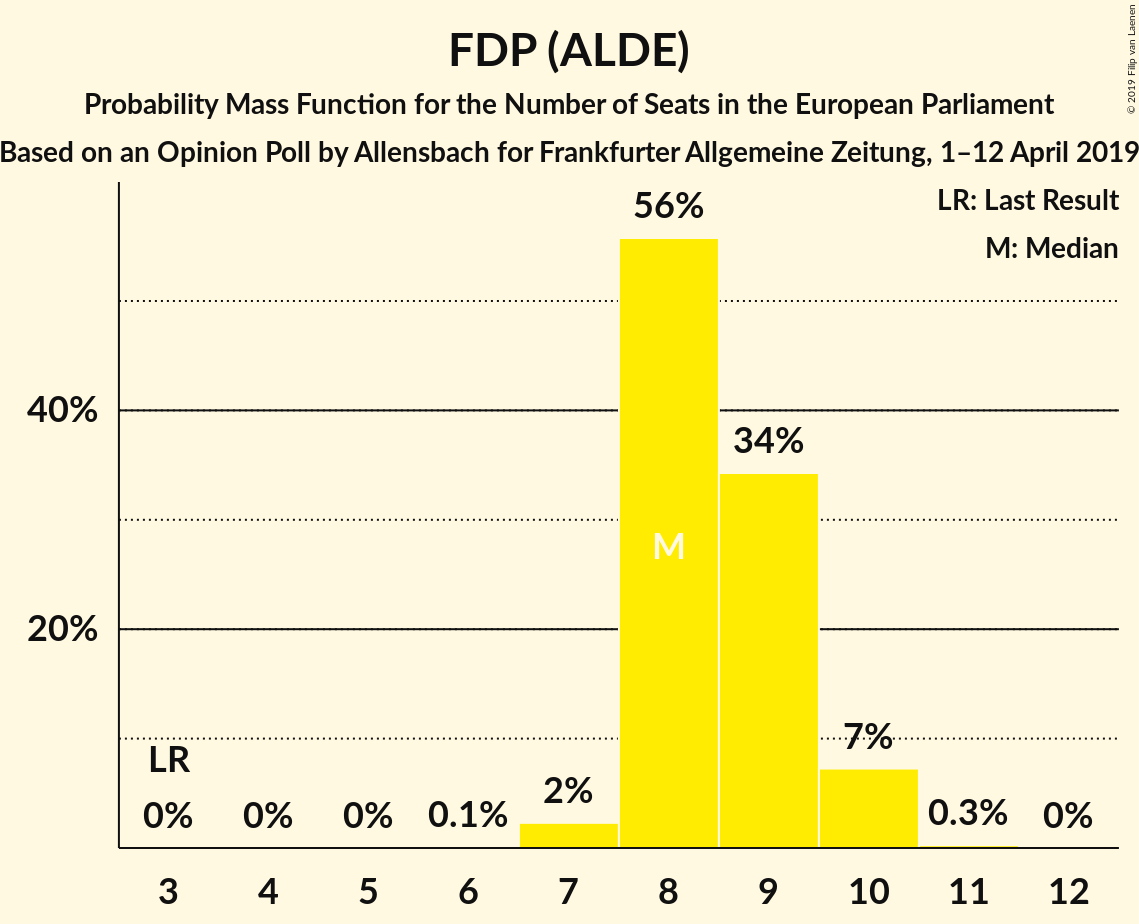 FDP (ALDE)
Probability Mass Function for the Number of Seats in the European Parliament
Based on an Opinion Poll by Allensbach for Frankfurter Allgemeine Zeitung, 1–12 April 2019
© 2019 Filip van Laenen
LR: Last Result
M: Median
56%
40%
34%
M
20%
LR
0% 0% 0% 0.1% 2% 7% 0.3% 0%
3 4 5 6 7 8 9 10 11 12